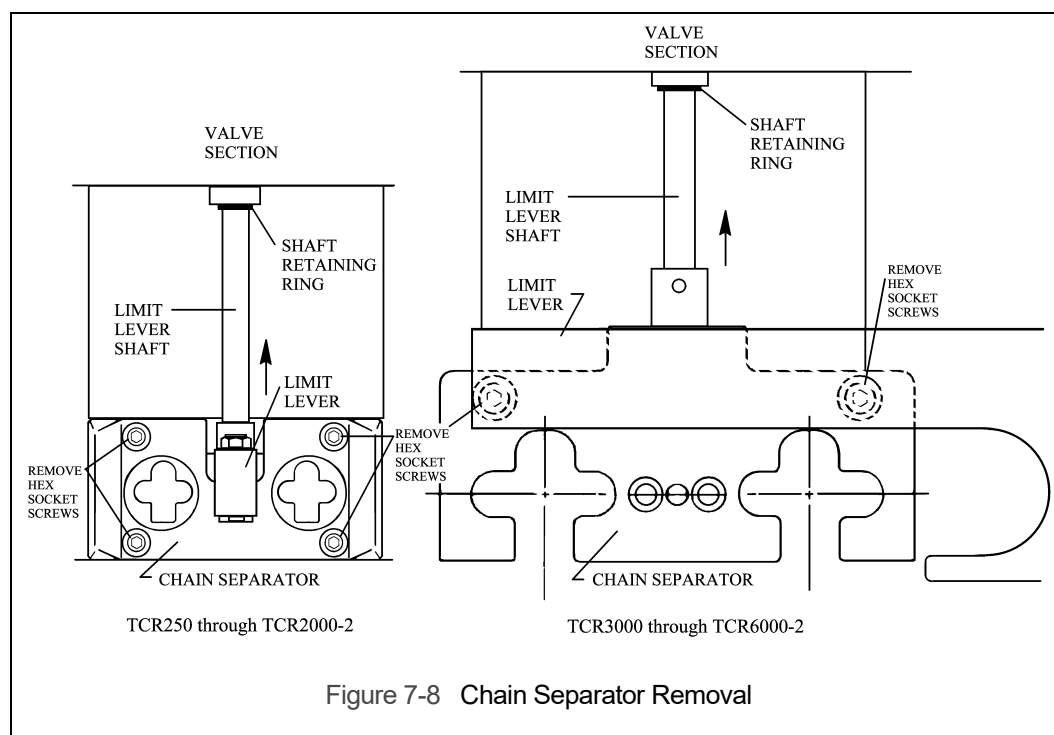 VALVE
SECTION
SHAFT
RETAINING
RING
LIMIT
LEVER
SHAFT
LIMIT
LEVER
REMOVE
HEX
SOCKET
SCREWS
REMOVE
HEX
SOCKET
SCREWS
CHAIN SEPARATOR
TCR250 through TCR2000-2
VALVE
SECTION
SHAFT
RETAINING
RING
LIMIT
LEVER
SHAFT
LIMIT
LEVER
REMOVE
HEX
SOCKET
SCREWS
CHAIN SEPARATOR
TCR3000 through TCR6000-2
Figure 7-8 Chain Separator Removal